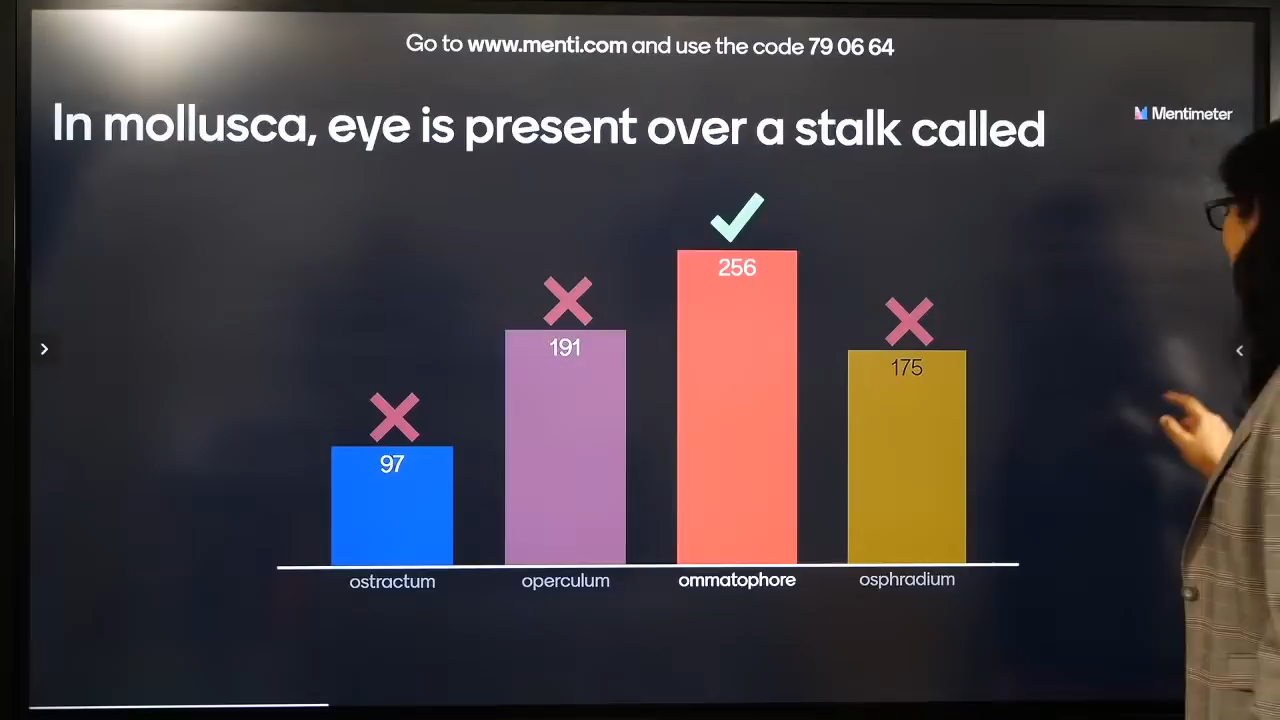 Go to www.menti.com and use the code 79 06 64
In mollusca, eye is present over a stalk called
Mentimeter
256
191
175
97
ostractum
operculum
ommatophore
osphradium